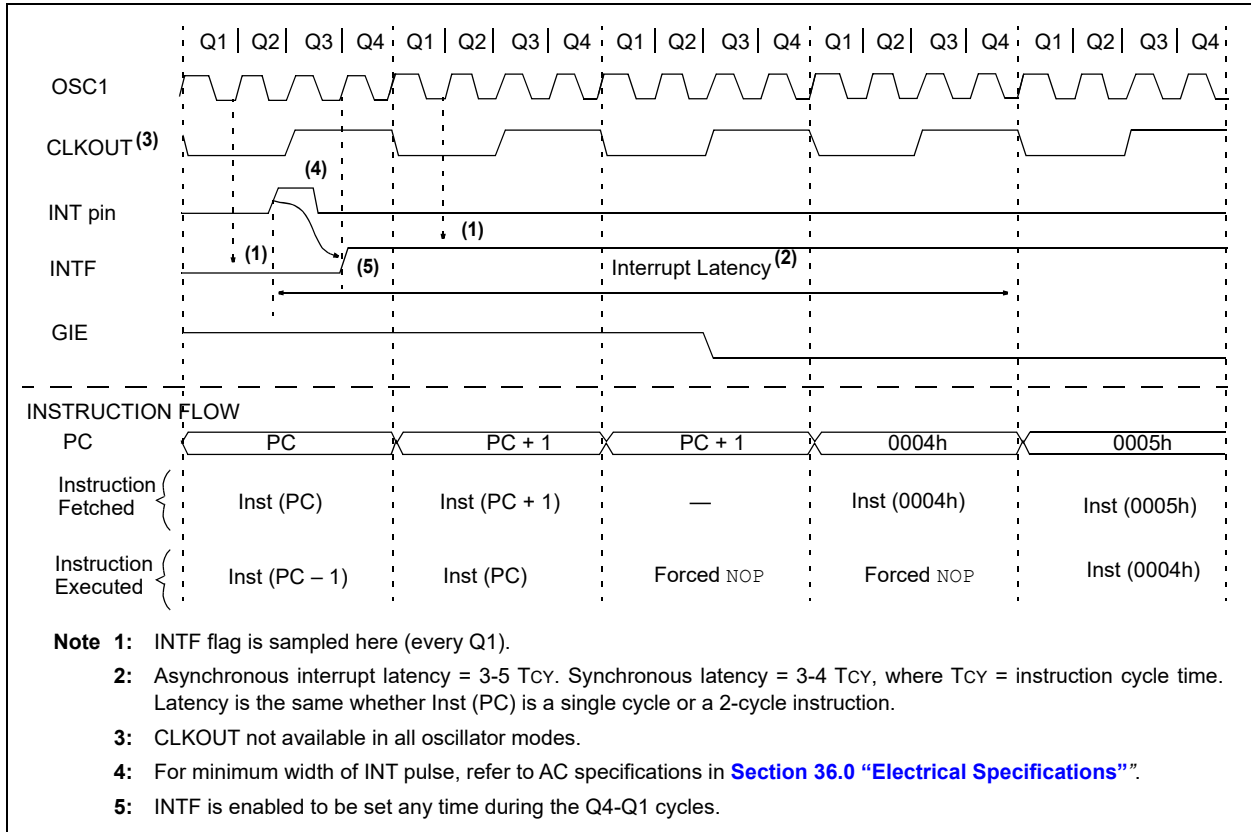 Q1 Q2 Q3 Q4 Q1 Q2 Q3 Q4 Q1 Q2 Q3 Q4 Q1 Q2 Q3 Q4 Q1 Q2 Q3 Q4
OSC1
CLKOUT (3)
(4)
INT pin
(1) (1)
INTF (5) Interrupt Latency (2)
GIE
INSTRUCTION FLOW
PC PC PC + 1 PC + 1 0004h 0005h
Instruction Fetched Inst (PC) Inst (PC + 1) — Inst (0004h) Inst (0005h)
Instruction Executed Inst (PC – 1) Inst (PC) Forced NOP Forced NOP Inst (0004h)
Note 1: INTF flag is sampled here (every Q1).
2: Asynchronous interrupt latency = 3-5 TCY. Synchronous latency = 3-4 TCY, where TCY = instruction cycle time.
Latency is the same whether Inst (PC) is a single cycle or a 2-cycle instruction.
3: CLKOUT not available in all oscillator modes.
4: For minimum width of INT pulse, refer to AC specifications in Section 36.0 “Electrical Specifications””.
5: INTF is enabled to be set any time during the Q4-Q1 cycles.